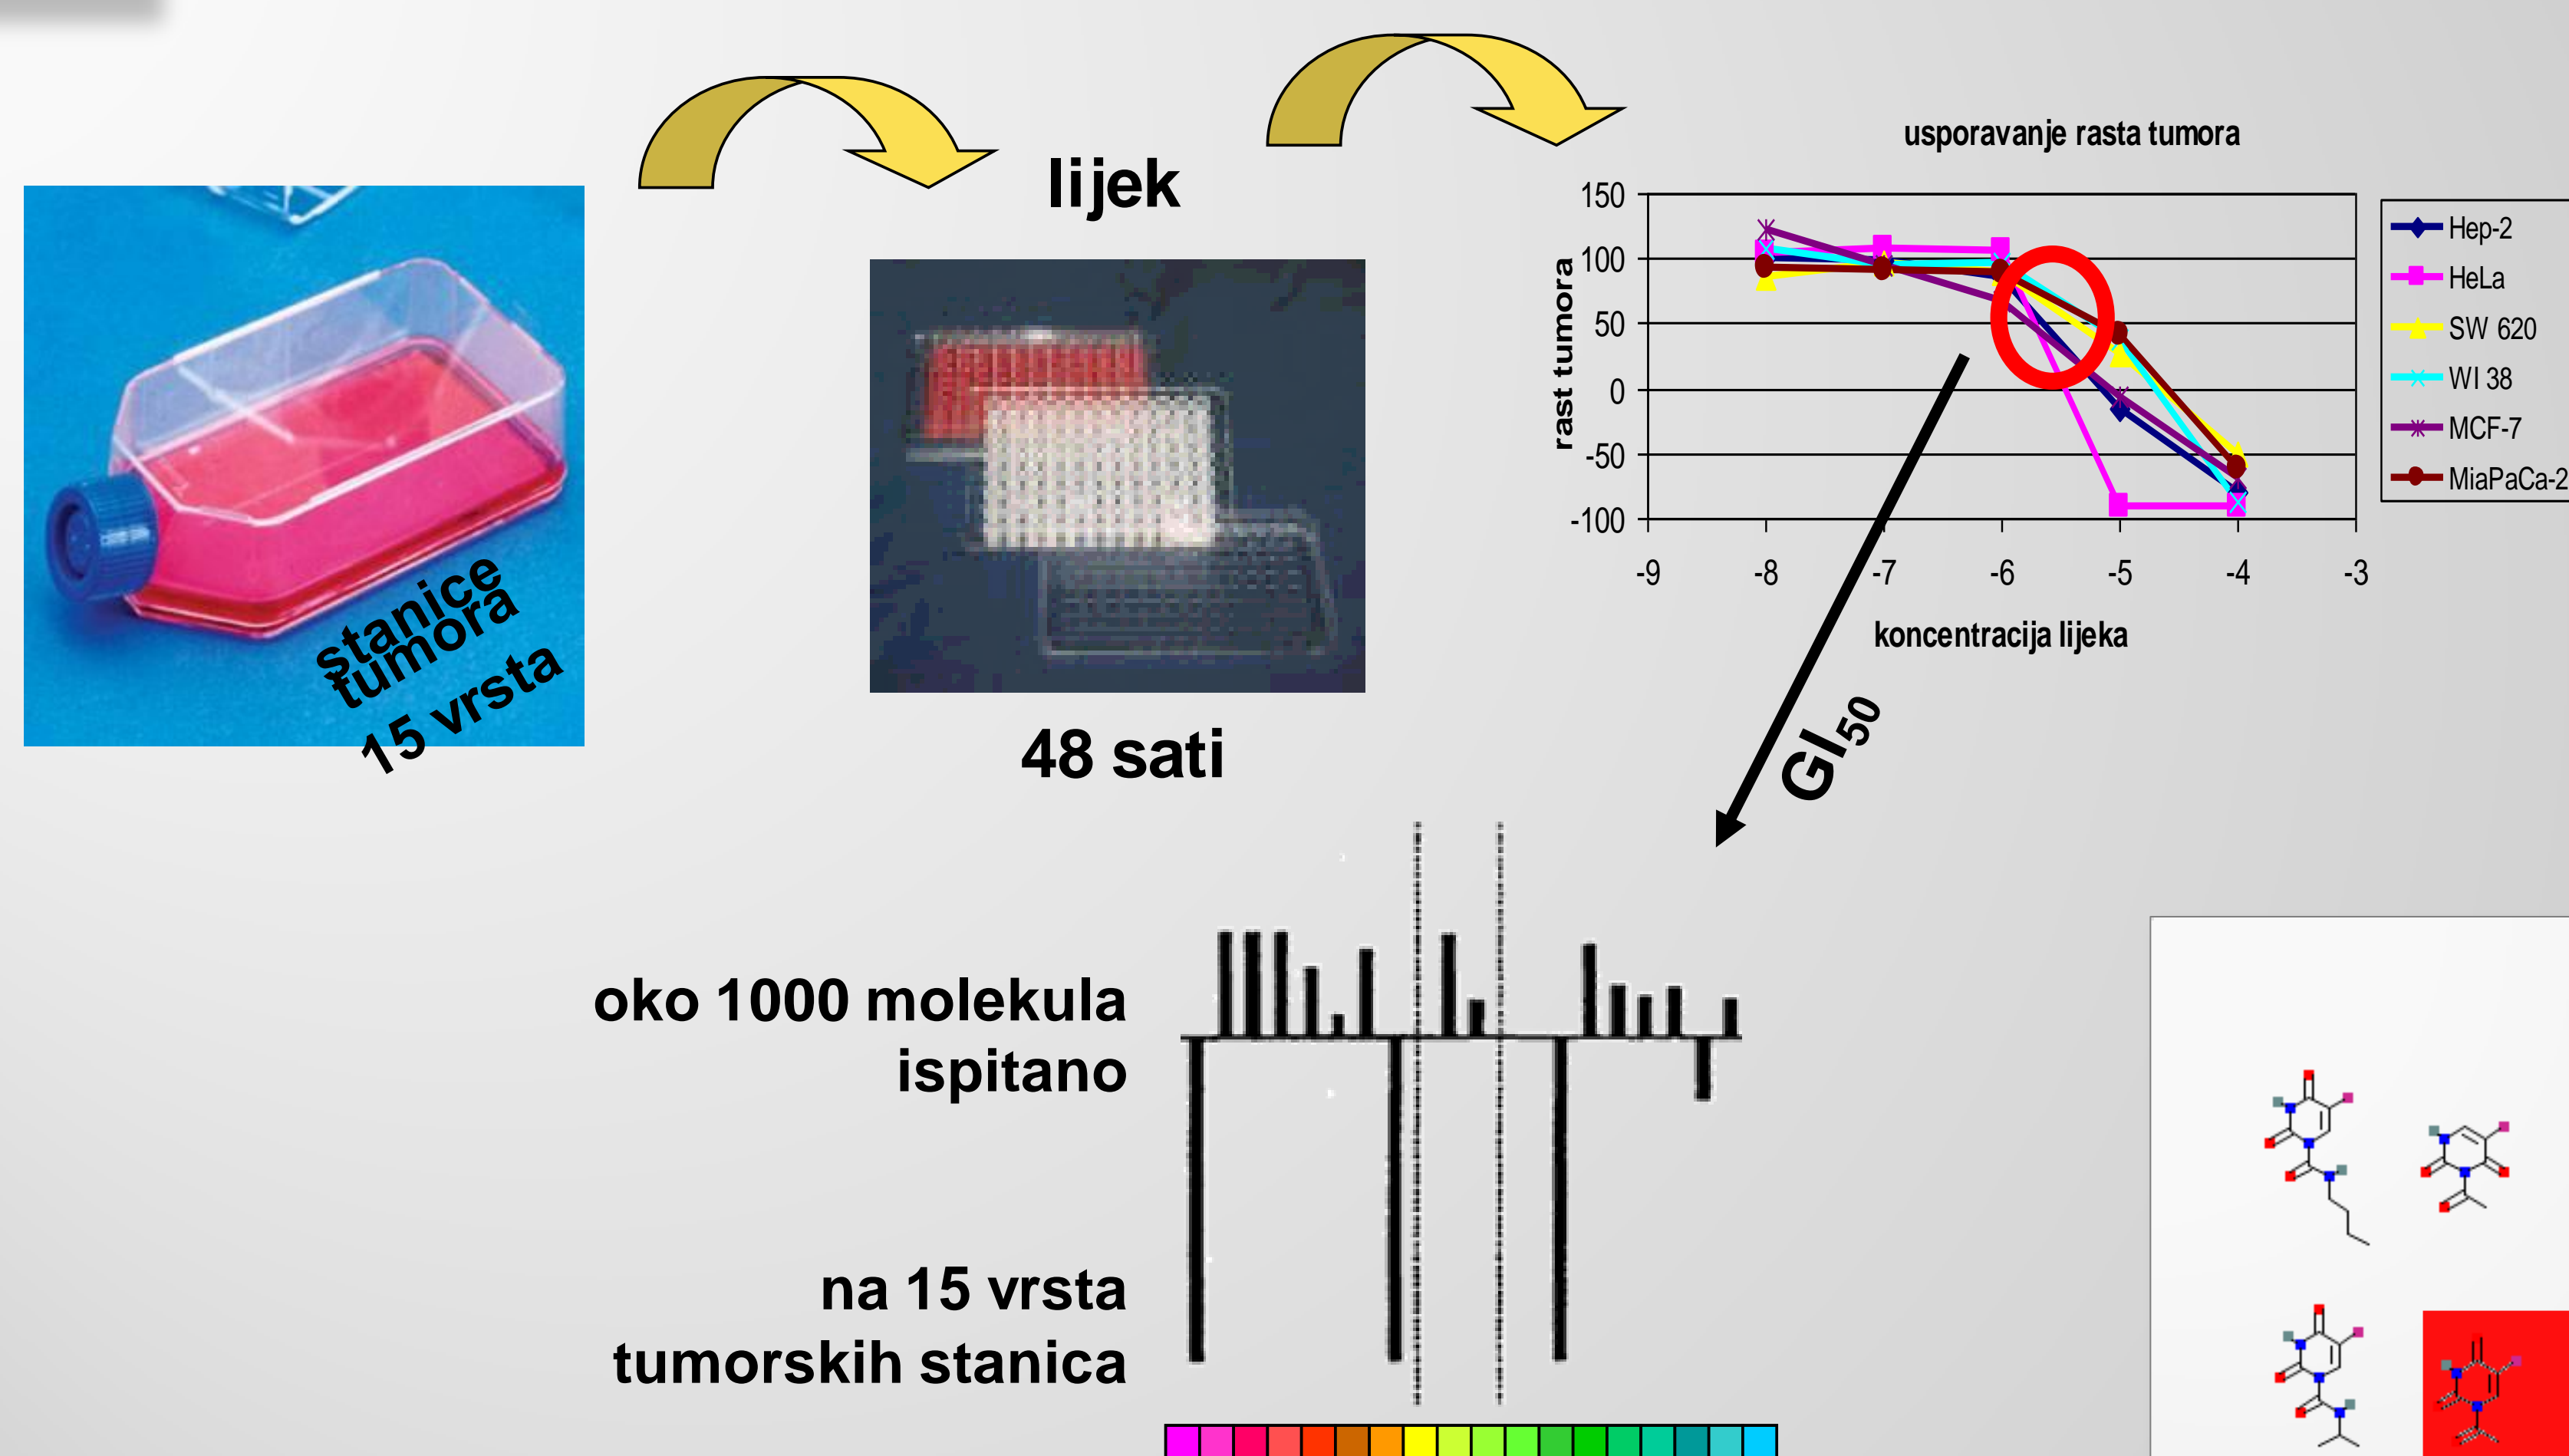 lijek
usporavanje rasta tumora
150
100
50
0
-50
-100
rast tumora
-9 -8 -7 -6 -5 -4 -3
koncentracija lijeka
Hep-2
HeLa
SW 620
WI 38
MCF-7
MiaPaCa-2
stanice
tumora
15 vrsta
48 sati
GI50
oko 1000 molekula
ispitano
na 15 vrsta
tumorskih stanica